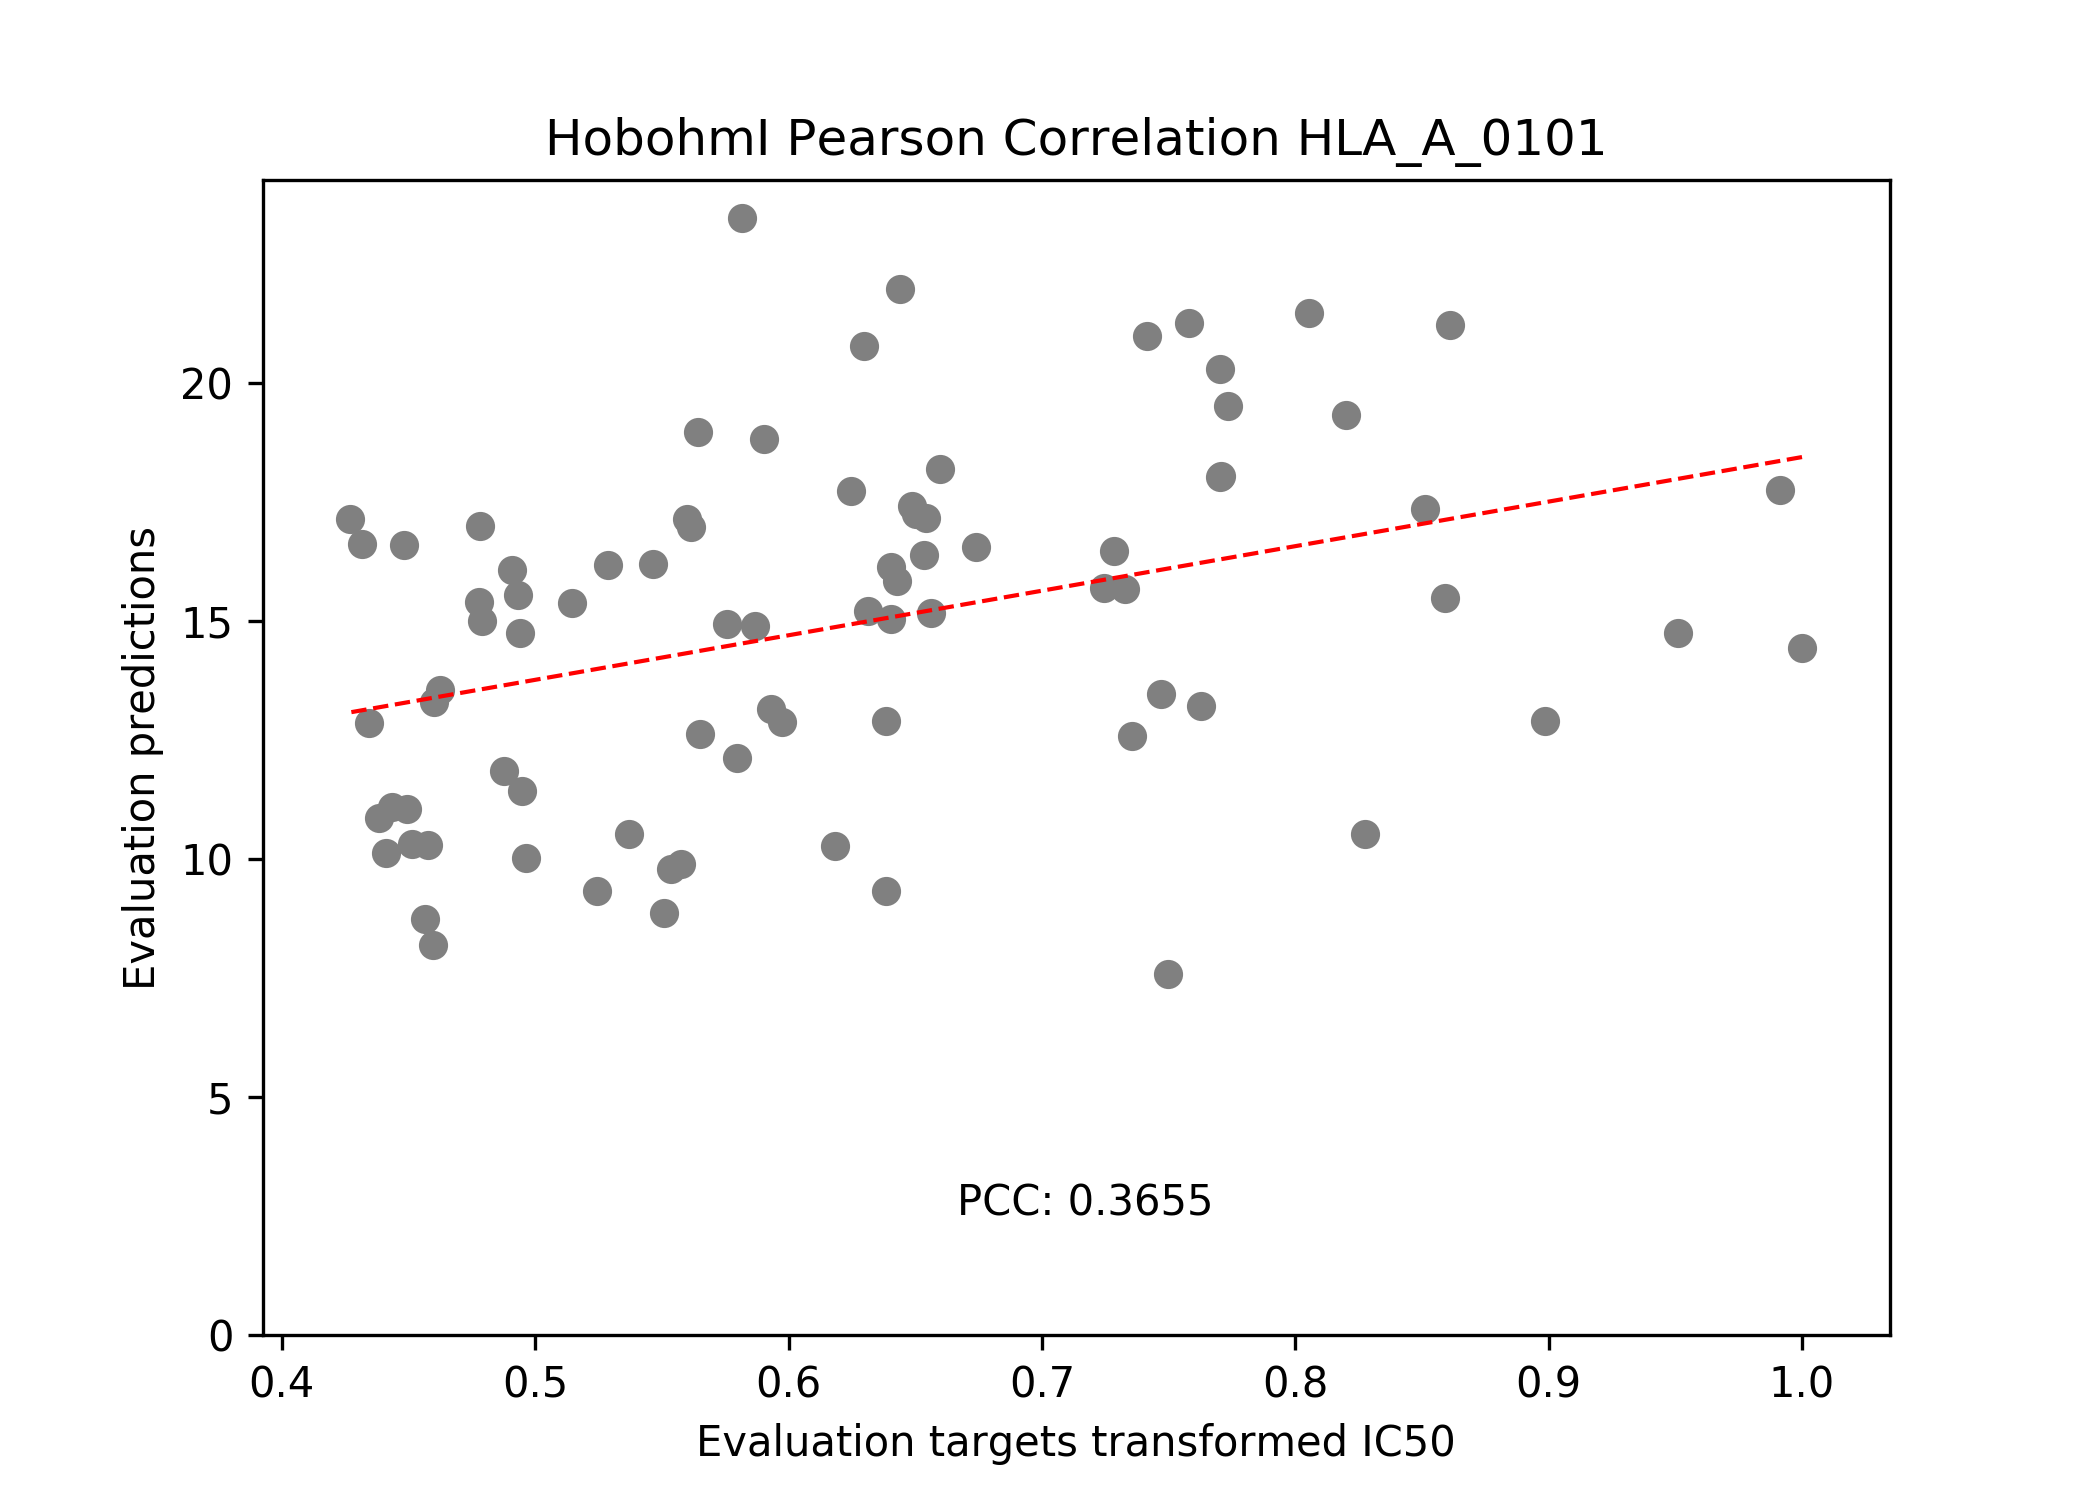 HobohmI Pearson Correlation HLA_A_0101
Evaluation predictions
20
15
10
5
0
PCC: 0.3655
0.4 0.5 0.6 0.7 0.8 0.9 1.0
Evaluation targets transformed IC50